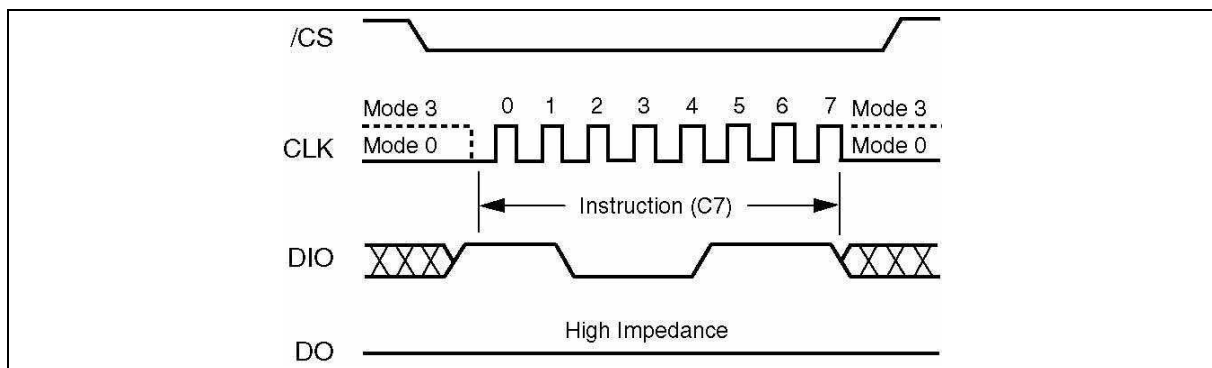 /CS
Mode 3 0 1 2 3 4 5 6 7 Mode 3
CLK Mode 0 Mode 0
Instruction (C7)
DIO
High Impedance
DO